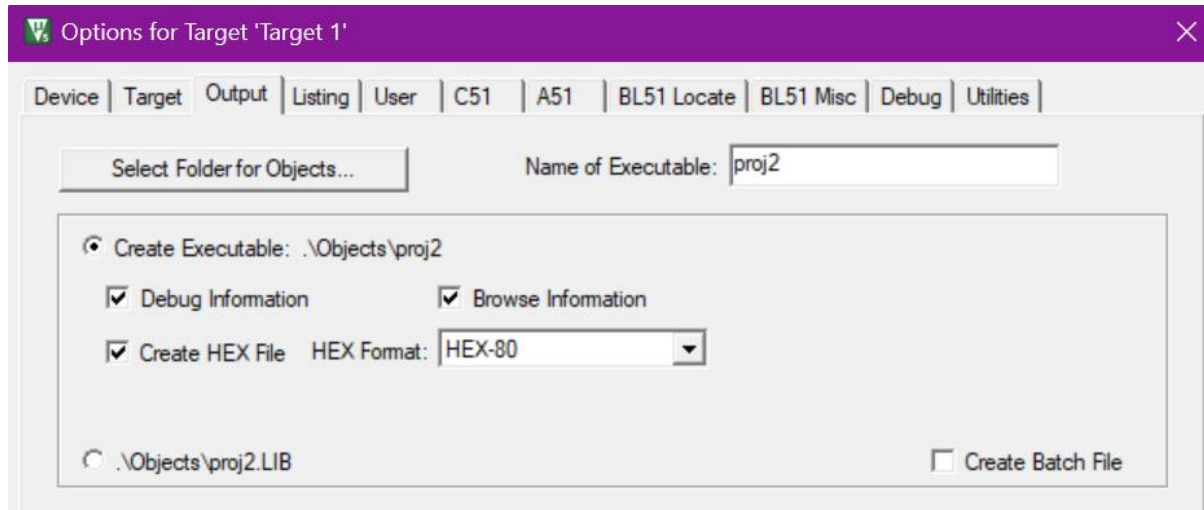 Options for Target 'Target 1'
Device Target Output Listing User C51 A51 BL51 Locate BL51 Misc Debug Utilities
Select Folder for Objects... Name of Executable: proj2
Create Executable: .\Objects\proj2
Debug Information Browse Information
Create HEX File HEX Format: HEX-80
.\Objects\proj2.LIB Create Batch File